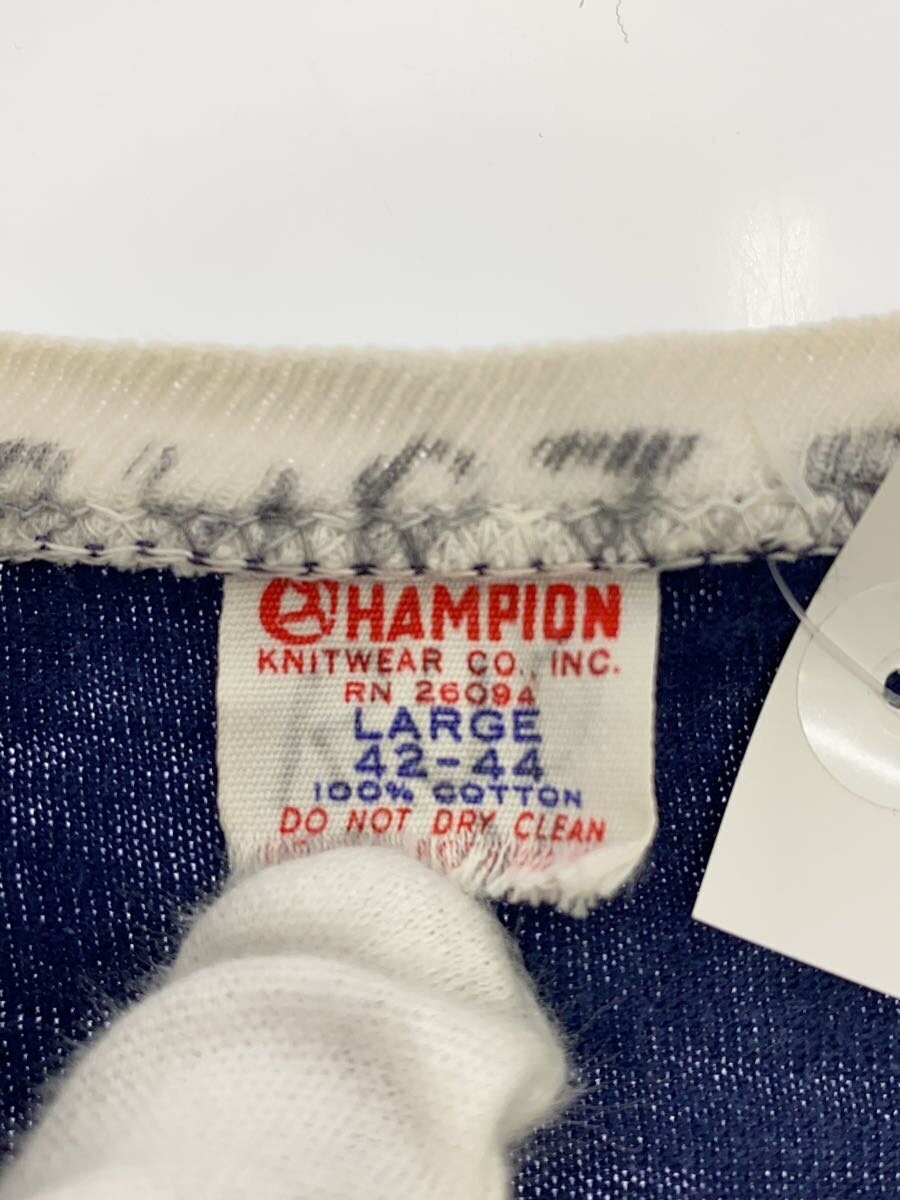 CHAMPION
KNITWEAR CO., INC.
RN 26094
LARGE
42-44
100% COTTON
DO NOT DRY CLEAN